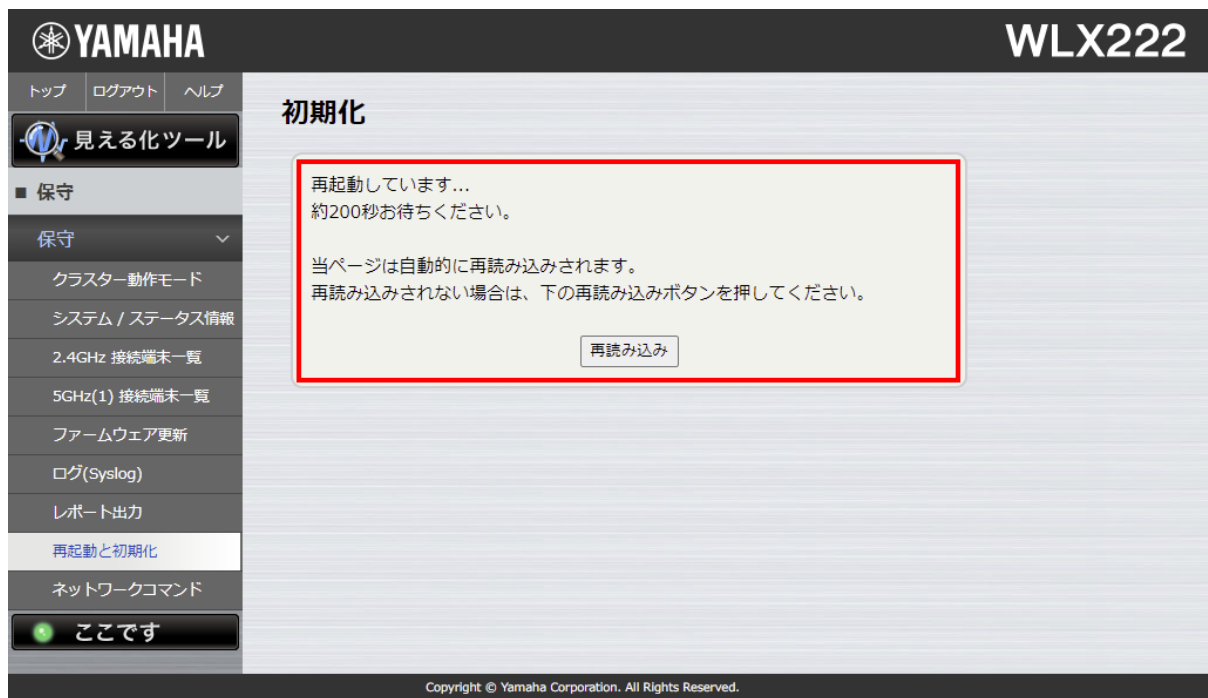 YAMAHA
WLX222
トップ
ログアウト
ヘルプ
見える化ツール
■ 保守
保守
クラスター動作モード
システム / ステータス情報
2.4GHz 接続端末一覧
5GHz(1) 接続端末一覧
ファームウェア更新
ログ(Syslog)
レポート出力
再起動と初期化
ネットワークコマンド
ここです
初期化
再起動しています...
約200秒お待ちください。
当ページは自動的に再読み込みされます。
再読み込みされない場合は、下の再読み込みボタンを押してください。
再読み込み
Copyright © Yamaha Corporation. All Rights Reserved.